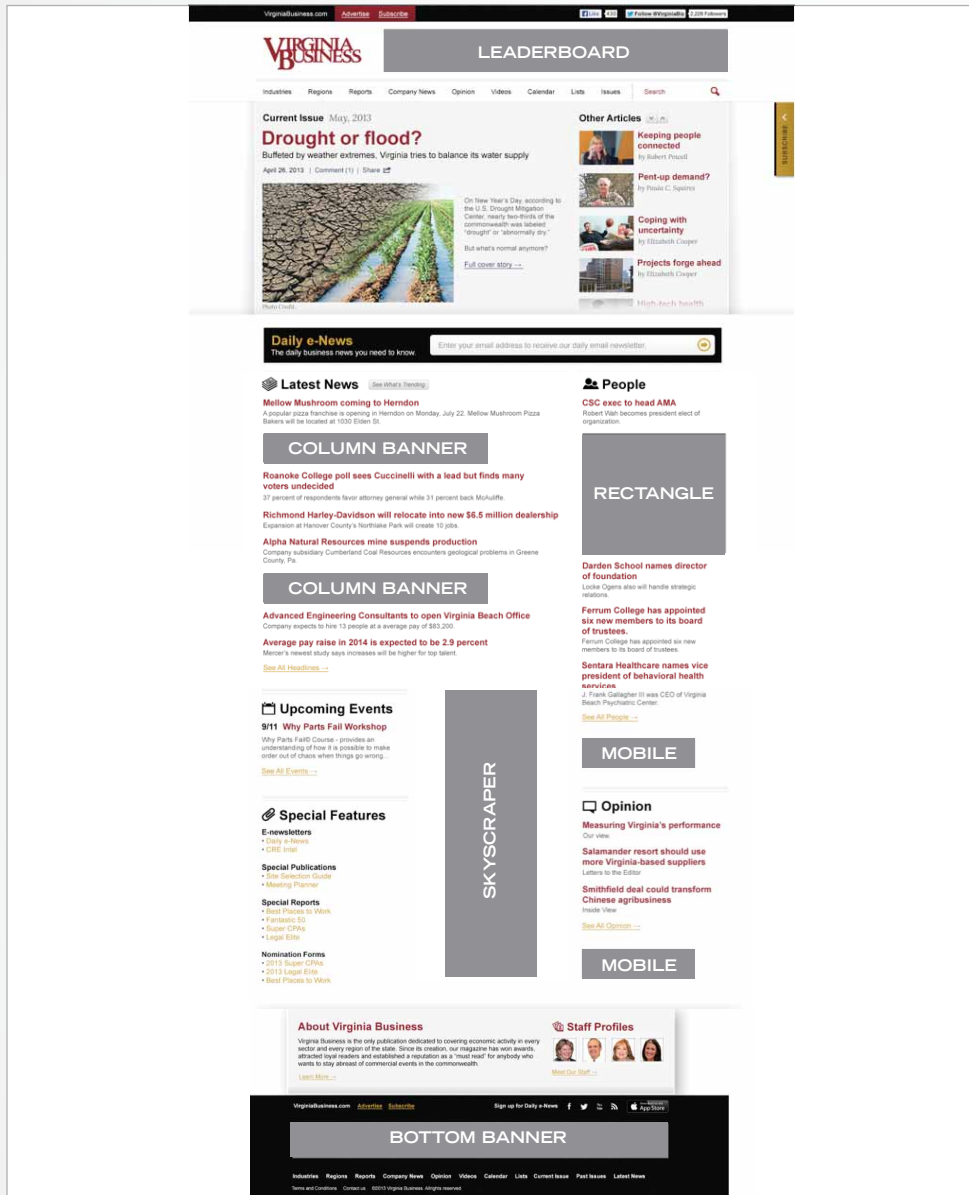 VirginiaBusiness.com Advertise Subscribe
Like 430 Follow @VirginiaBiz 2,209 Followers
VIRGINIA
BUSINESS
LEADERBOARD
Industries Regions Reports Company News Opinion Videos Calendar Lists Issues Search
SUBSCRIBE
Current Issue May, 2013
Drought or flood?
Buffeted by weather extremes, Virginia tries to balance its water supply
April 26, 2013 | Comment (1) | Share
On New Year's Day, according to
the U.S. Drought Mitigation
Center, nearly two-thirds of the
commonwealth was labeled
"drought" or "abnormally dry."
But what's normal anymore?
Full cover story →
Photo Credit
Other Articles
Keeping people
connected
by Robert Powell
Pent-up demand?
by Paula C. Squires
Coping with
uncertainty
by Elizabeth Cooper
Projects forge ahead
by Elizabeth Cooper
High-tech health
Daily e-News
The daily business news you need to know.
Enter your email address to receive our daily email newsletter.
Latest News See What's Trending
Mellow Mushroom coming to Herndon
A popular pizza franchise is opening in Herndon on Monday, July 22. Mellow Mushroom Pizza
Bakers will be located at 1030 Elden St.
COLUMN BANNER
Roanoke College poll sees Cuccinelli with a lead but finds many
voters undecided
37 percent of respondents favor attorney general while 31 percent back McAuliffe.
Richmond Harley-Davidson will relocate into new $6.5 million dealership
Expansion at Hanover County's Northlake Park will create 10 jobs.
Alpha Natural Resources mine suspends production
Company subsidiary Cumberland Coal Resources encounters geological problems in Greene
County, Pa.
COLUMN BANNER
Advanced Engineering Consultants to open Virginia Beach Office
Company expects to hire 13 people at a average pay of $83,200.
Average pay raise in 2014 is expected to be 2.9 percent
Mercer's newest study says increases will be higher for top talent.
See All Headlines →
People
CSC exec to head AMA
Robert Wah becomes president elect of
organization.
RECTANGLE
Darden School names director
of foundation
Locke Ogens also will handle strategic
relations.
Ferrum College has appointed
six new members to its board
of trustees.
Ferrum College has appointed six new
members to its board of trustees.
Sentara Healthcare names vice
president of behavioral health
services
J. Frank Gallagher III was CEO of Virginia
Beach Psychiatric Center.
See All People →
MOBILE
Upcoming Events
9/11 Why Parts Fail Workshop
Why Parts Fail© Course - provides an
understanding of how it is possible to make
order out of chaos when things go wrong...
See All Events →
Special Features
E-newsletters
• Daily e-News
• CRE Intel
Special Publications
• Site Selection Guide
• Meeting Planner
Special Reports
• Best Places to Work
• Fantastic 50
• Super CPAs
• Legal Elite
Nomination Forms
• 2013 Super CPAs
• 2013 Legal Elite
• Best Places to Work
SKYSCRAPER
Opinion
Measuring Virginia's performance
Our view
Salamander resort should use
more Virginia-based suppliers
Letters to the Editor
Smithfield deal could transform
Chinese agribusiness
Inside View
See All Opinion →
MOBILE
About Virginia Business
Virginia Business is the only publication dedicated to covering economic activity in every
sector and every region of the state. Since its creation, our magazine has won awards,
attracted loyal readers and established a reputation as a "must read" for anybody who
wants to stay abreast of commercial events in the commonwealth.
Learn More →
Staff Profiles
Meet Our Staff →
VirginiaBusiness.com Advertise Subscribe
Sign up for Daily e-News App Store
BOTTOM BANNER
Industries Regions Reports Company News Opinion Videos Calendar Lists Current Issue Past Issues Latest News
Terms and Conditions Contact us ©2013 Virginia Business. Allrights reserved.